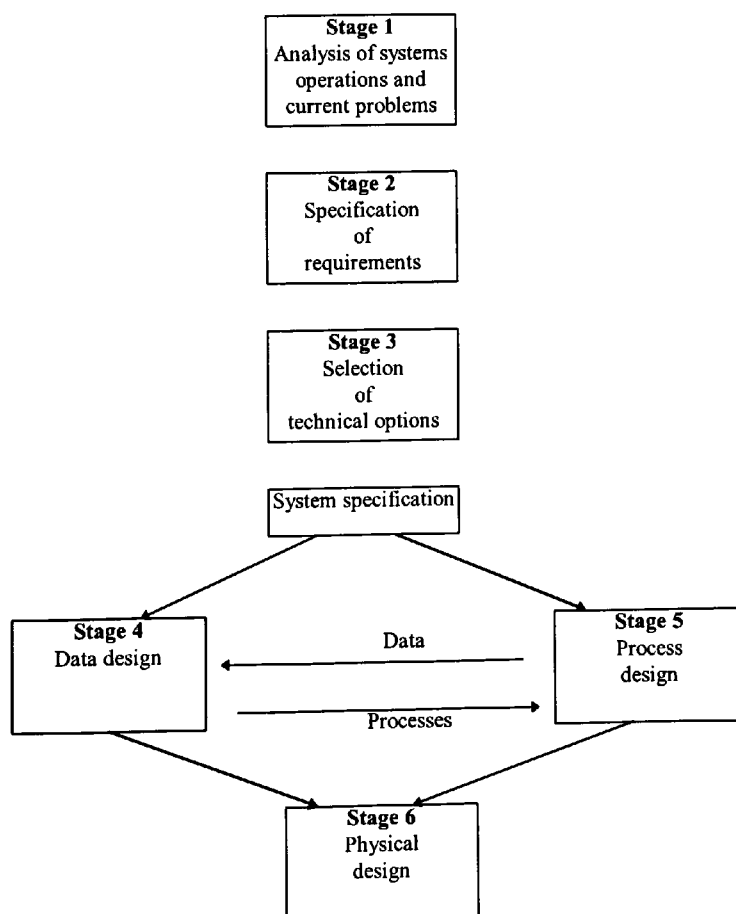 Stage 1
Analysis of systems
operations and
current problems
Stage 2
Specification
of
requirements
Stage 3
Selection
of
technical options
System specification
Stage 4
Data design
Data
Processes
Stage 5
Process
design
Stage 6
Physical
design